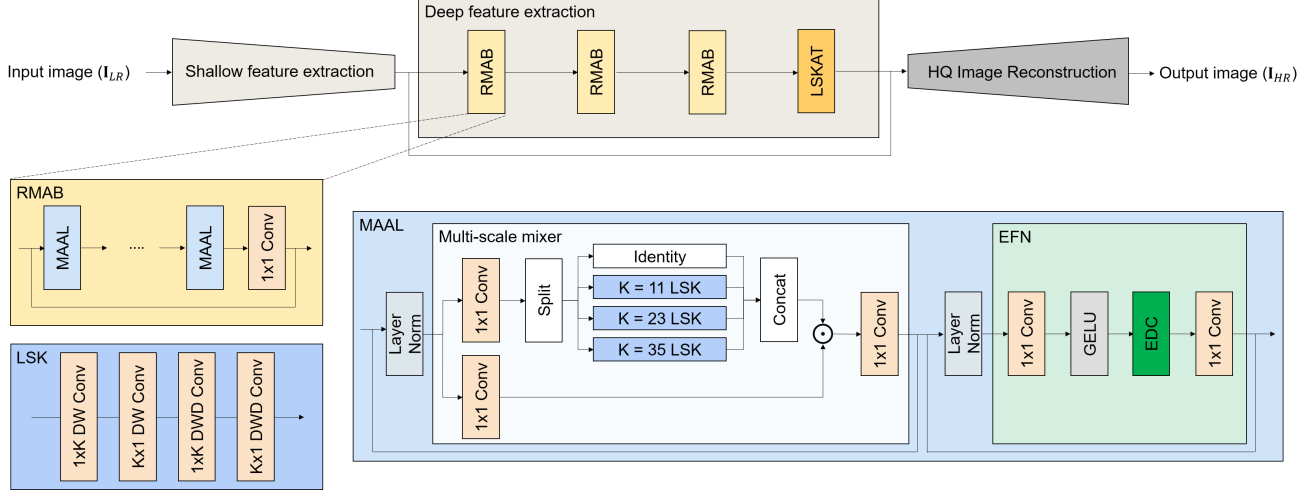 Deep feature extraction
Input image (I_LR)
Shallow feature extraction
RMAB
RMAB
RMAB
LSKAT
HQ Image Reconstruction
Output image (I_HR)
RMAB
MAAL
....
MAAL
1x1 Conv
LSK
1xK DW Conv
Kx1 DW Conv
1xK DWD Conv
Kx1 DWD Conv
MAAL
Layer
Norm
Multi-scale mixer
1x1 Conv
1x1 Conv
Split
Identity
K = 11 LSK
K = 23 LSK
K = 35 LSK
Concat
1x1 Conv
Layer
Norm
EFN
1x1 Conv
GELU
EDC
1x1 Conv